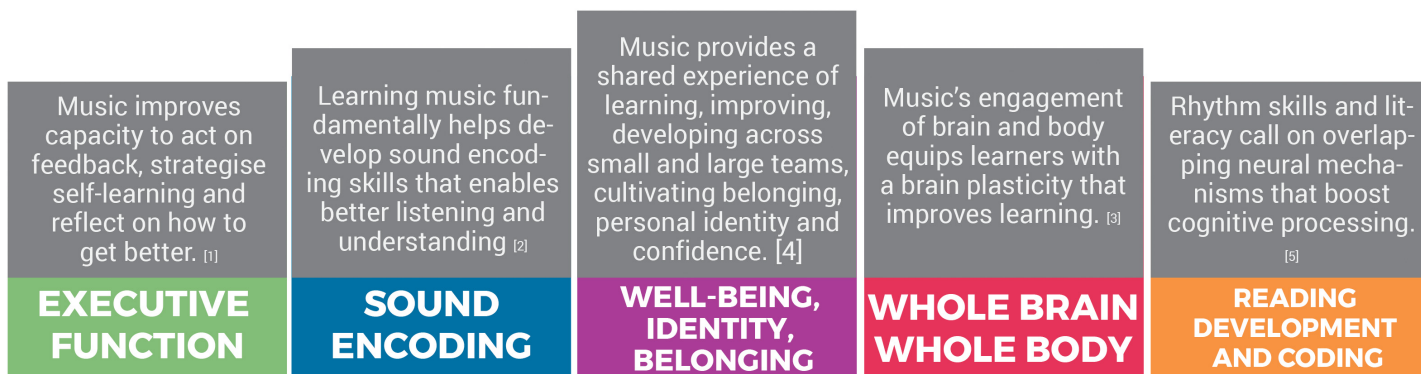 Music improves
capacity to act on
feedback, strategise
self-learning and
reflect on how to
get better. [1]
EXECUTIVE
FUNCTION
Learning music fun-
damentally helps de-
velop sound encod-
ing skills that enables
better listening and
understanding [2]
SOUND
ENCODING
Music provides a
shared experience of
learning, improving,
developing across
small and large teams,
cultivating belonging,
personal identity and
confidence. [4]
WELL-BEING,
IDENTITY,
BELONGING
Music’s engagement
of brain and body
equips learners with
a brain plasticity that
improves learning. [3]
WHOLE BRAIN
WHOLE BODY
Rhythm skills and lit-
eracy call on overlap-
ping neural mecha-
nisms that boost
cognitive processing.
[5]
READING
DEVELOPMENT
AND CODING